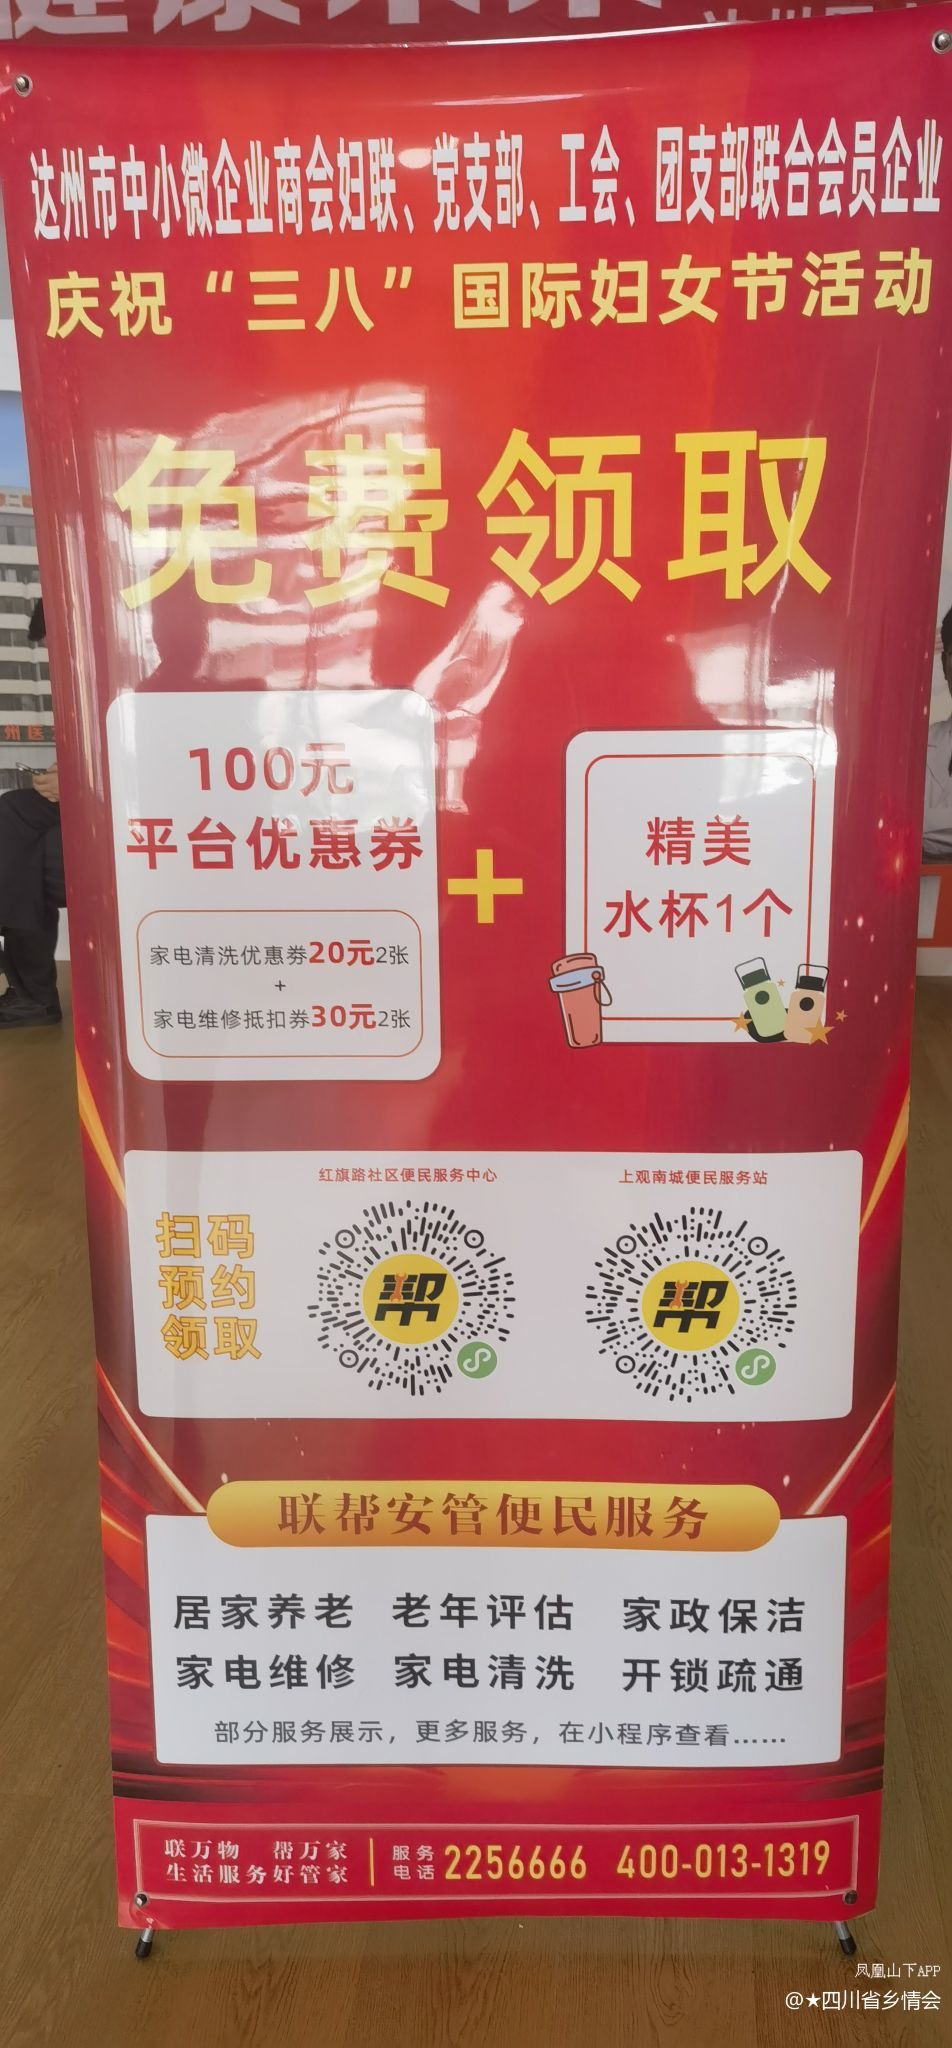 达州市中小微企业商会妇联、党支部、工会、团支部联合会员企业
庆祝“三八”国际妇女节活动
免费领取
100元
平台优惠券
家电清洗优惠券20元2张
+
家电维修抵扣券30元2张
+
精美
水杯1个
扫码
预约
领取
红旗路社区便民服务中心
上观南城便民服务站
帮
帮
联帮安管便民服务
居家养老 老年评估 家政保洁
家电维修 家电清洗 开锁疏通
部分服务展示，更多服务，在小程序查看……
联万物 帮万家
生活服务好管家
服务
电话
2256666 400-013-1319
凤凰山下APP
@★四川省乡情会